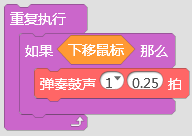 重复执行
如果 下移鼠标 那么
弹奏鼓声 1 0.25 拍